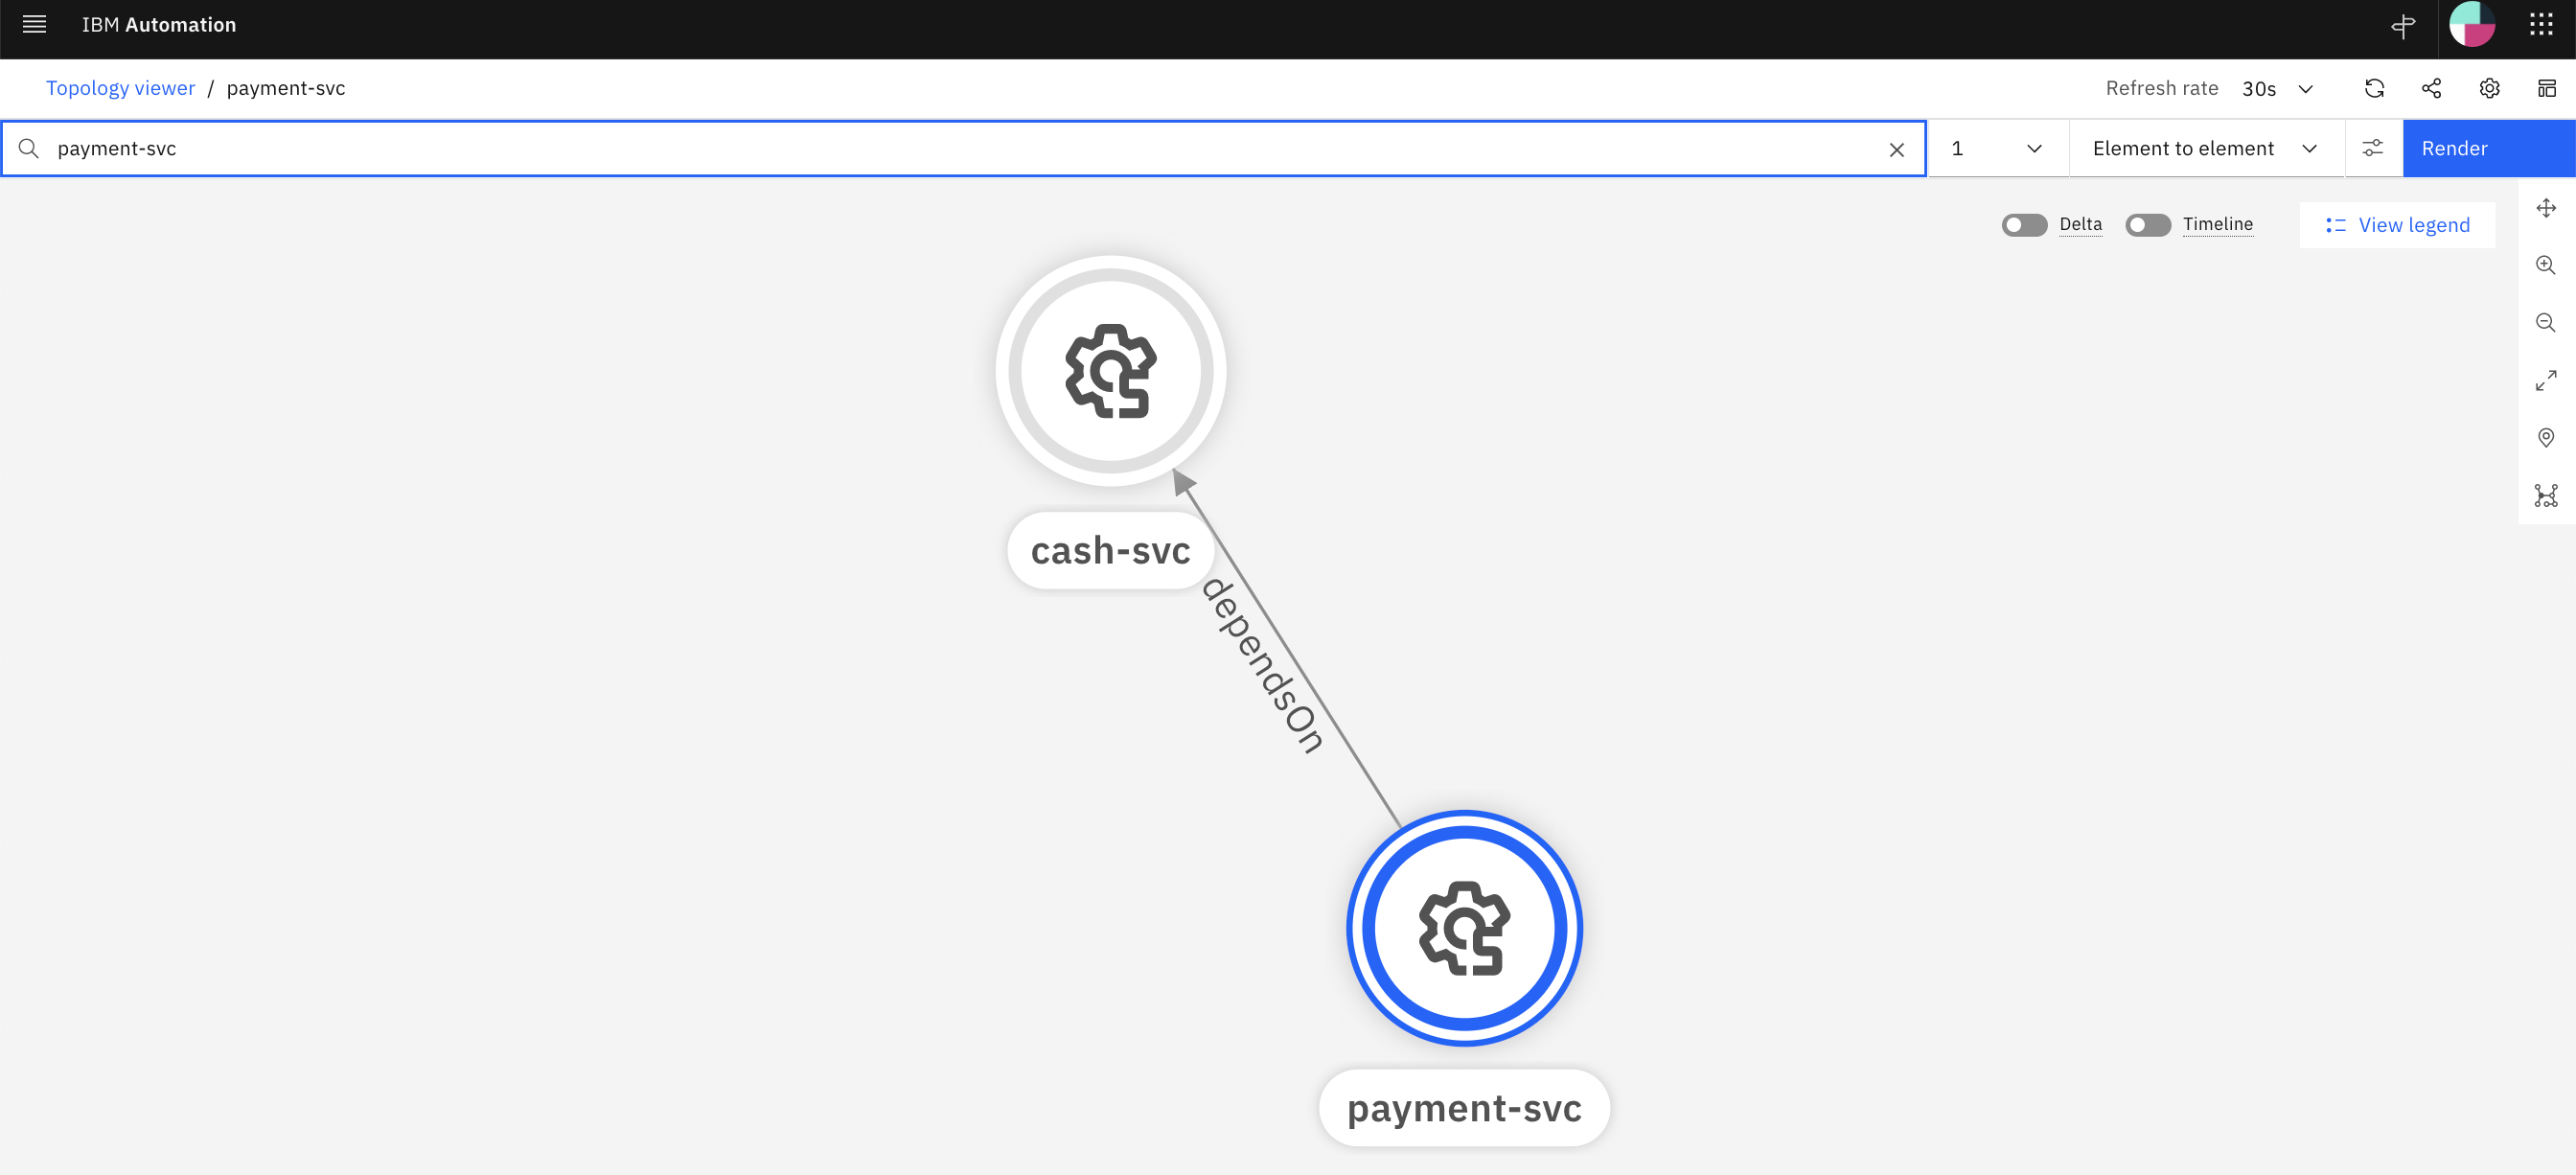 IBM Automation
Topology viewer / payment-svc
Refresh rate 30s
payment-svc
1
Element to element
Render
Delta
Timeline
View legend
cash-svc
dependsOn
payment-svc